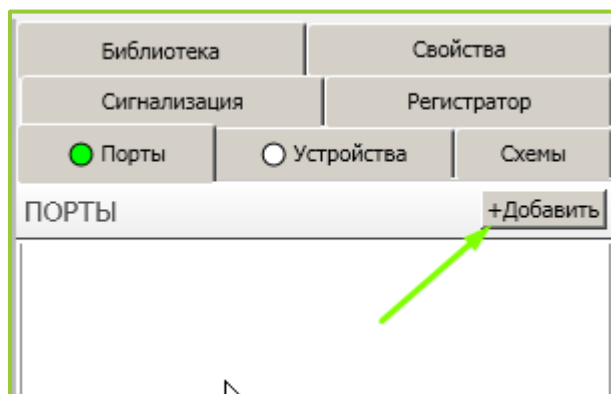 Библиотека Свойства
Сигнализация Регистратор
Порты Устройства Схемы
ПОРТЫ +Добавить